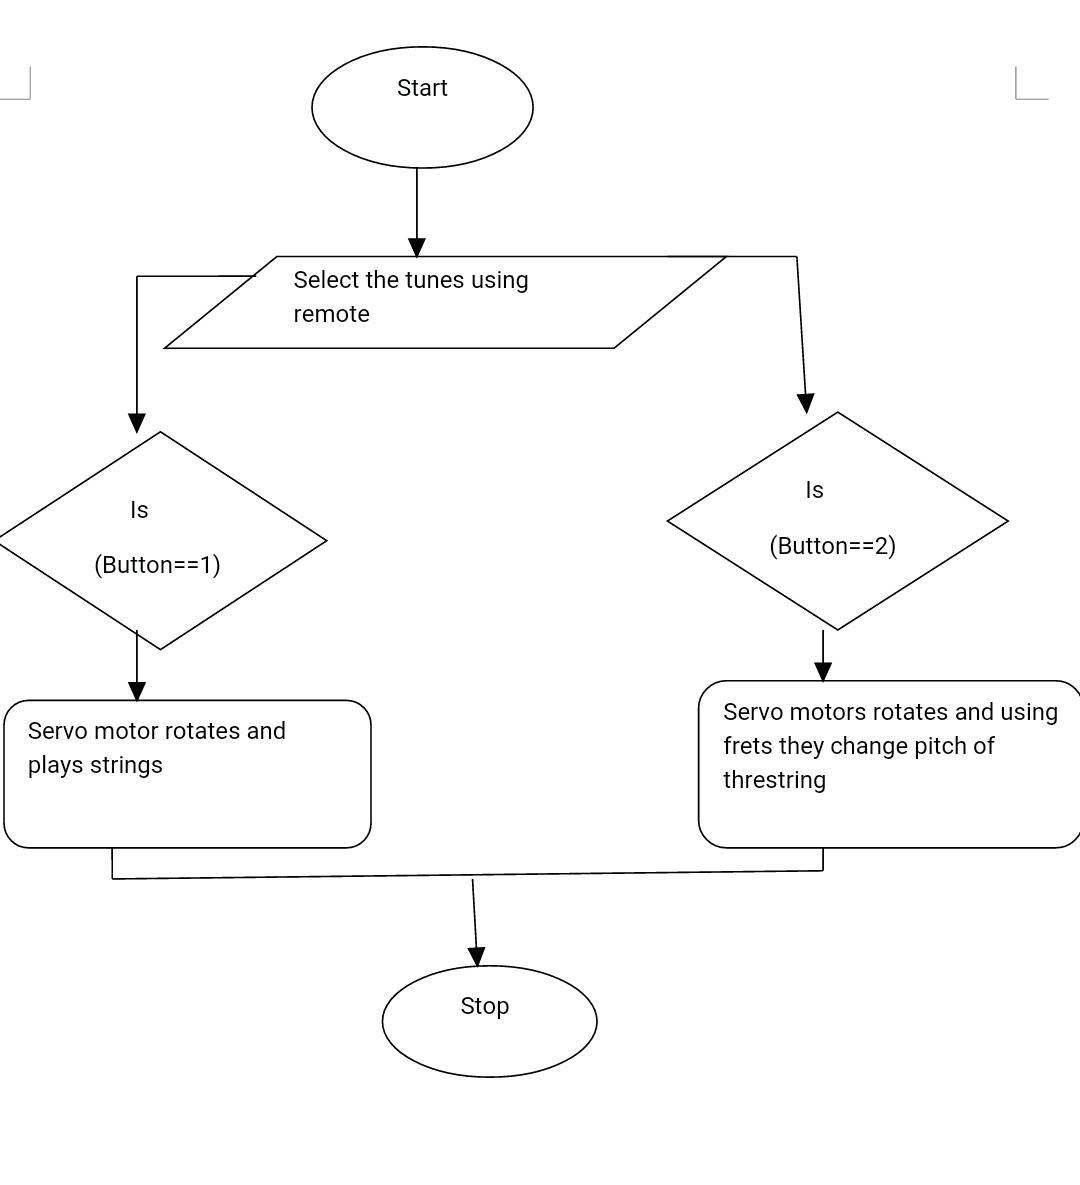 Start
Select the tunes using
remote
Is
(Button==1)
Is
(Button==2)
Servo motor rotates and
plays strings
Servo motors rotates and using
frets they change pitch of
threstring
Stop